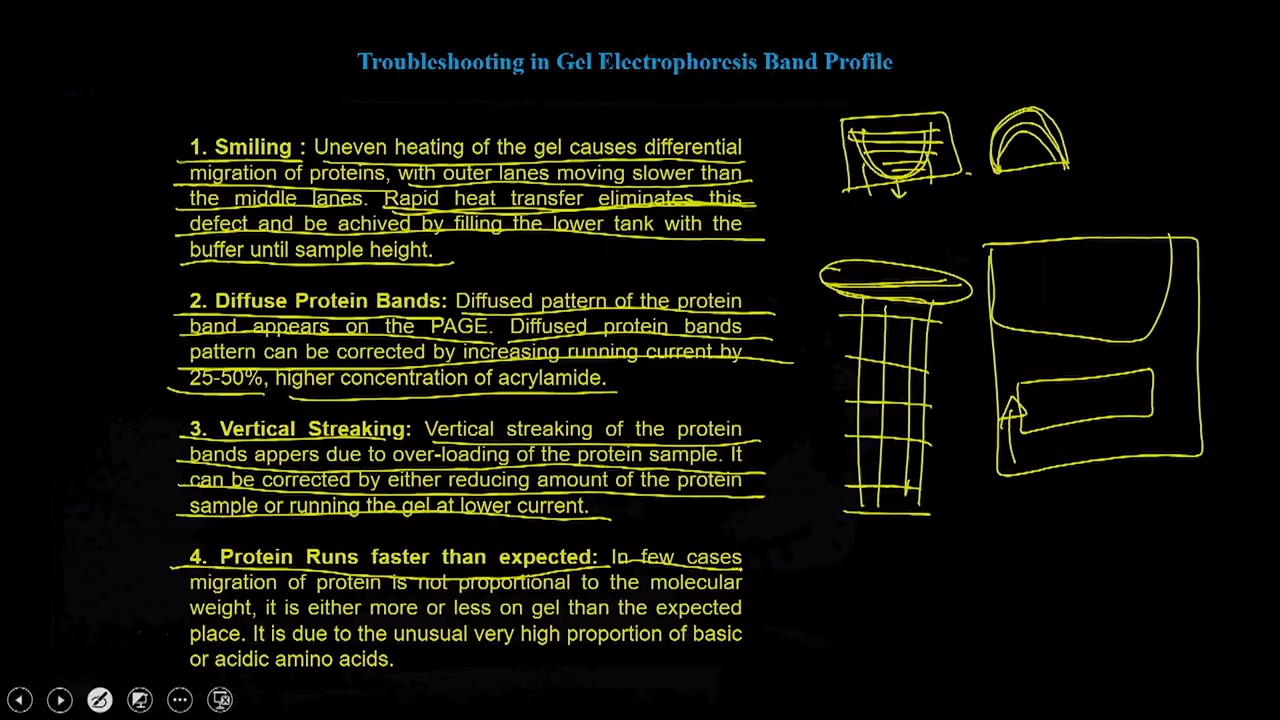 Troubleshooting in Gel Electrophoresis Band Profile
1. Smiling : Uneven heating of the gel causes differential
migration of proteins, with outer lanes moving slower than
the middle lanes. Rapid heat transfer eliminates this
defect and be achived by filling the lower tank with the
buffer until sample height.
2. Diffuse Protein Bands: Diffused pattern of the protein
band appears on the PAGE. Diffused protein bands
pattern can be corrected by increasing running current by
25-50%, higher concentration of acrylamide.
3. Vertical Streaking: Vertical streaking of the protein
bands appers due to over-loading of the protein sample. It
can be corrected by either reducing amount of the protein
sample or running the gel at lower current.
4. Protein Runs faster than expected: In few cases
migration of protein is not proportional to the molecular
weight, it is either more or less on gel than the expected
place. It is due to the unusual very high proportion of basic
or acidic amino acids.